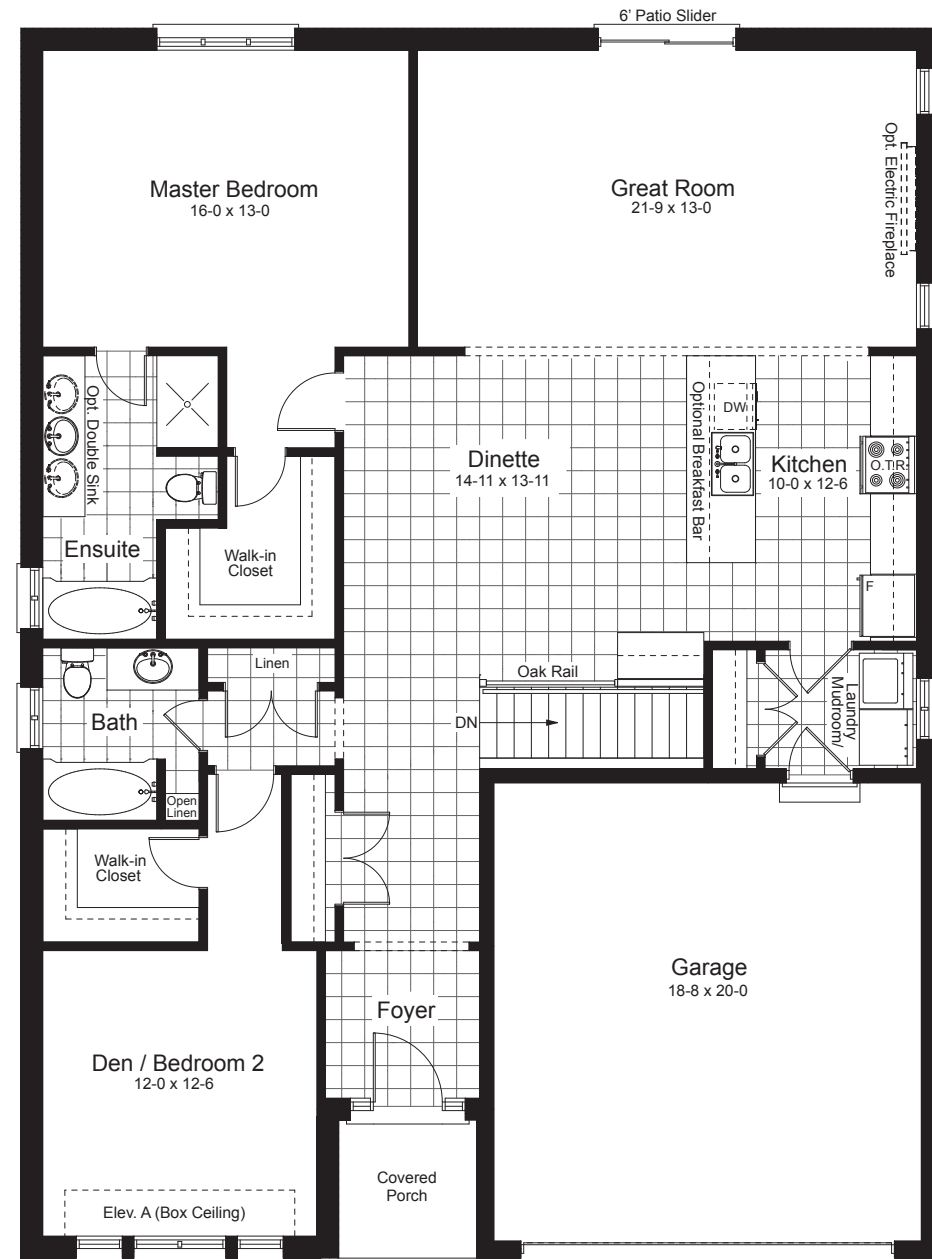 6' Patio Slider
Master Bedroom
16-0 x 13-0
Great Room
21-9 x 13-0
Opt. Electric Fireplace
Opt. Double Sink
Ensuite
Walk-in
Closet
Dinette
14-11 x 13-11
Optional Breakfast Bar
DW
Kitchen
10-0 x 12-6
O.T.R.
F
Linen
Oak Rail
DN
Laundry
Mudroom/
Bath
Open
Linen
Walk-in
Closet
Den / Bedroom 2
12-0 x 12-6
Elev. A (Box Ceiling)
Foyer
Covered
Porch
Garage
18-8 x 20-0